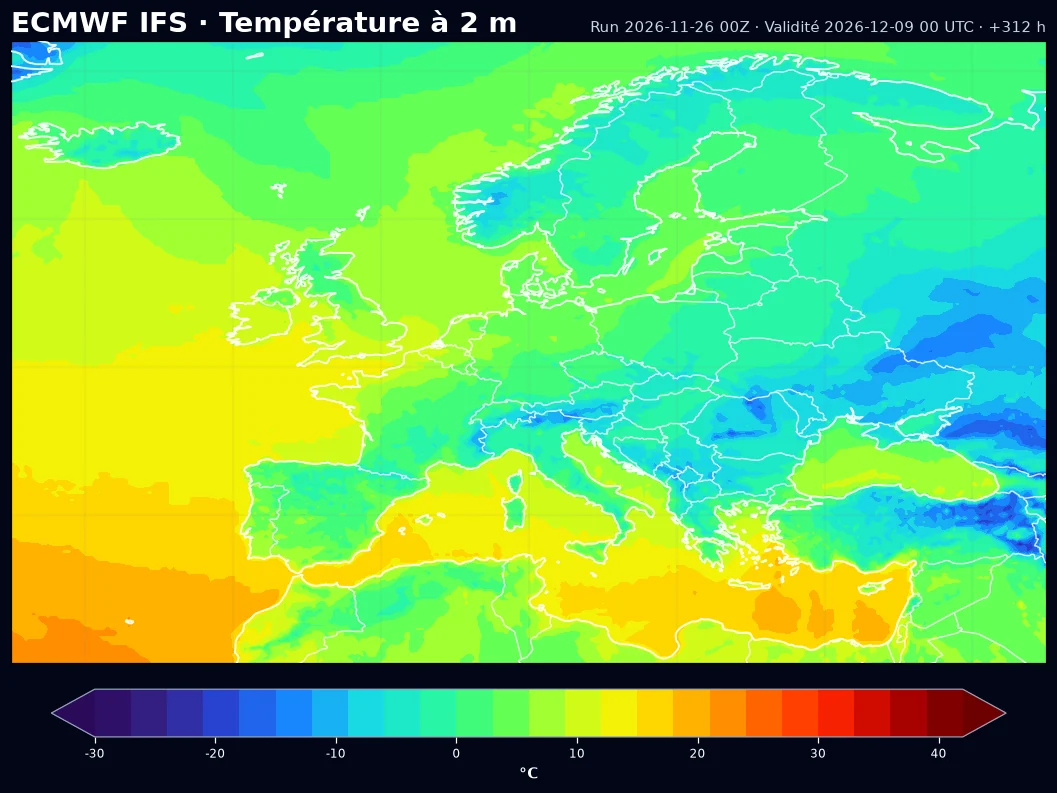 ECMWF IFS · Température à 2 m
Run 2026-11-26 00Z · Validité 2026-12-09 00 UTC · +312 h
-30 -20 -10 0 10 20 30 40
°C